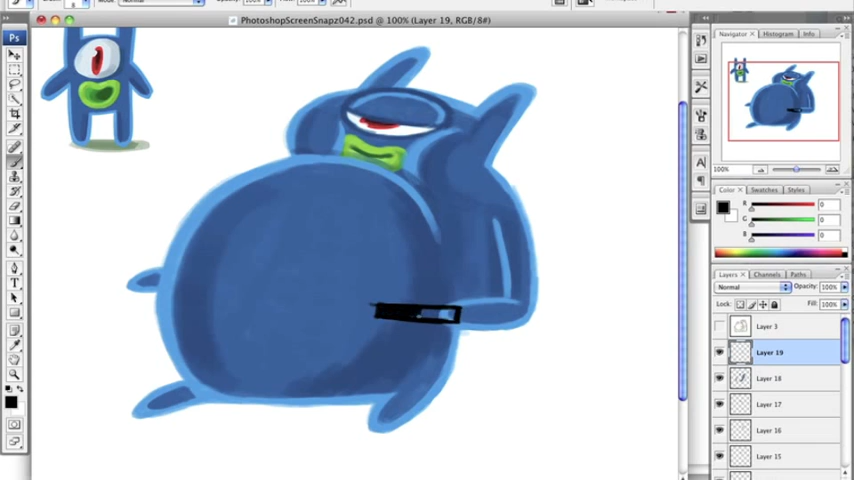 PhotoshopScreenSnapz042.psd @ 100% (Layer 19, RGB/8#)
Ps
Navigator Histogram Info
100%
Color Swatches Styles
R 0
G 0
B 0
Layers Channels Paths
Normal Opacity: 100%
Lock: Fill: 100%
Layer 3
Layer 19
Layer 18
Layer 17
Layer 16
Layer 15